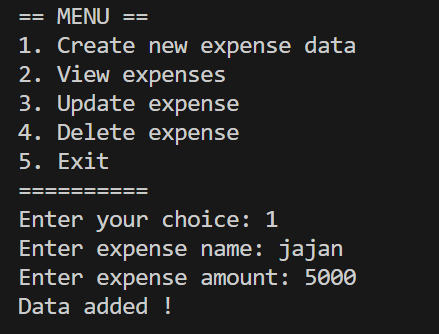 == MENU ==
1. Create new expense data
2. View expenses
3. Update expense
4. Delete expense
5. Exit
==========
Enter your choice: 1
Enter expense name: jajan
Enter expense amount: 5000
Data added !